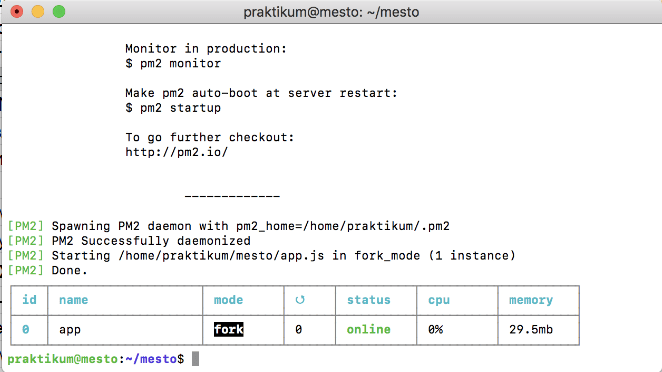 praktikum@mesto: ~/mesto
Monitor in production:
$ pm2 monitor
Make pm2 auto-boot at server restart:
$ pm2 startup
To go further checkout:
http://pm2.io/
-------------
[PM2] Spawning PM2 daemon with pm2_home=/home/praktikum/.pm2
[PM2] PM2 Successfully daemonized
[PM2] Starting /home/praktikum/mesto/app.js in fork_mode (1 instance)
[PM2] Done.
id name mode ↺ status cpu memory
0 app fork 0 online 0% 29.5mb
praktikum@mesto:~/mesto$